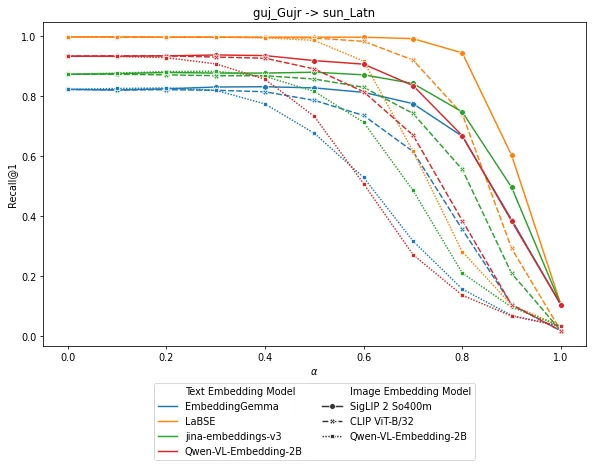 guj_Gujr -> sun_Latn
1.0
0.8
0.6
0.4
0.2
0.0
Recall@1
0.0 0.2 0.4 0.6 0.8 1.0
α
Text Embedding Model Image Embedding Model
EmbeddingGemma SigLIP 2 So400m
LaBSE CLIP ViT-B/32
jina-embeddings-v3 Qwen-VL-Embedding-2B
Qwen-VL-Embedding-2B